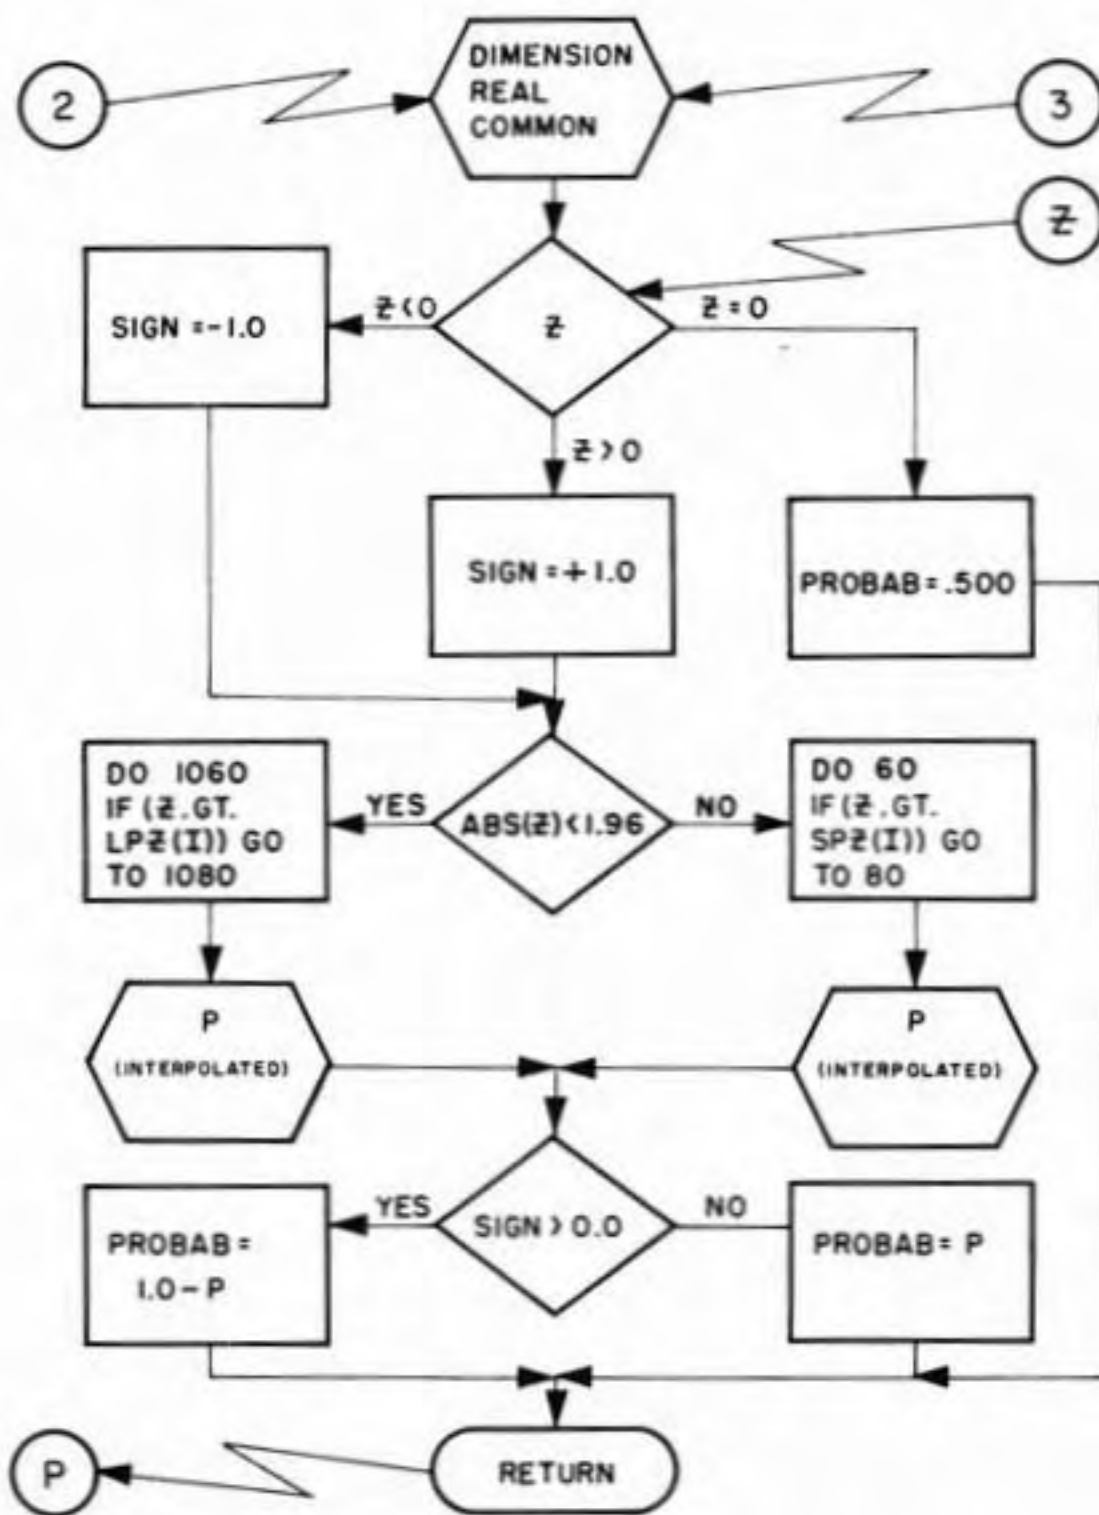 DIMENSION
REAL
COMMON
2
3
Ƶ
Ƶ<0
Ƶ
Ƶ=0
SIGN=-1.0
Ƶ>0
SIGN=+1.0
PROBAB=.500
DO 1060
IF (Ƶ.GT.
LPƵ(I)) GO
TO 1080
YES
ABS(Ƶ)<1.96
NO
DO 60
IF (Ƶ.GT.
SPƵ(I)) GO
TO 80
P
(INTERPOLATED)
P
(INTERPOLATED)
PROBAB=
1.0-P
YES
SIGN>0.0
NO
PROBAB=P
P
RETURN